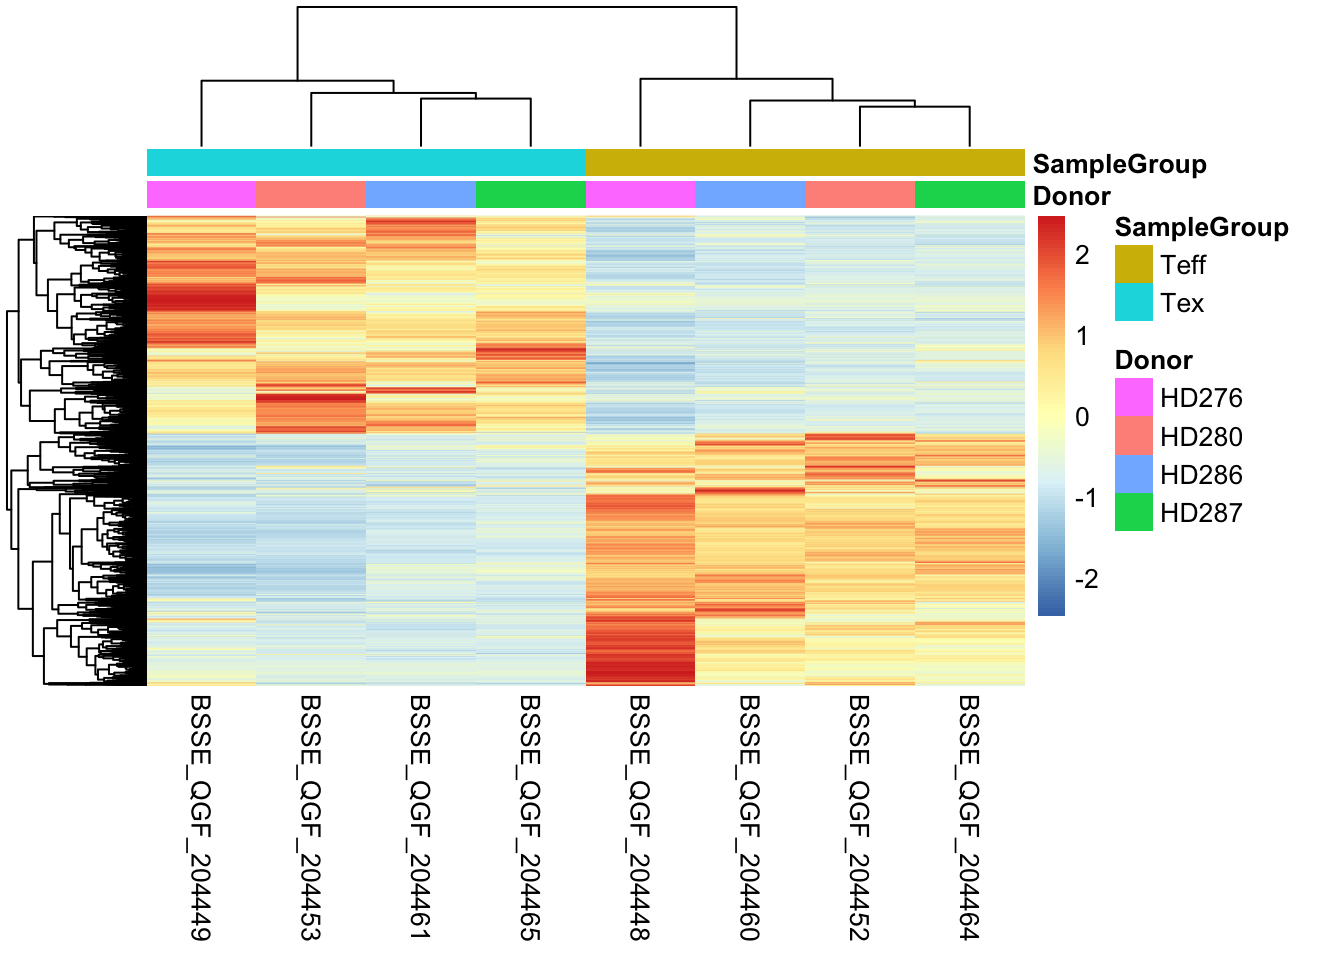 SampleGroup
Donor
2
1
0
-1
-2
SampleGroup
Teff
Tex
Donor
HD276
HD280
HD286
HD287
BSSE_QGF_204449
BSSE_QGF_204453
BSSE_QGF_204461
BSSE_QGF_204465
BSSE_QGF_204448
BSSE_QGF_204460
BSSE_QGF_204452
BSSE_QGF_204464